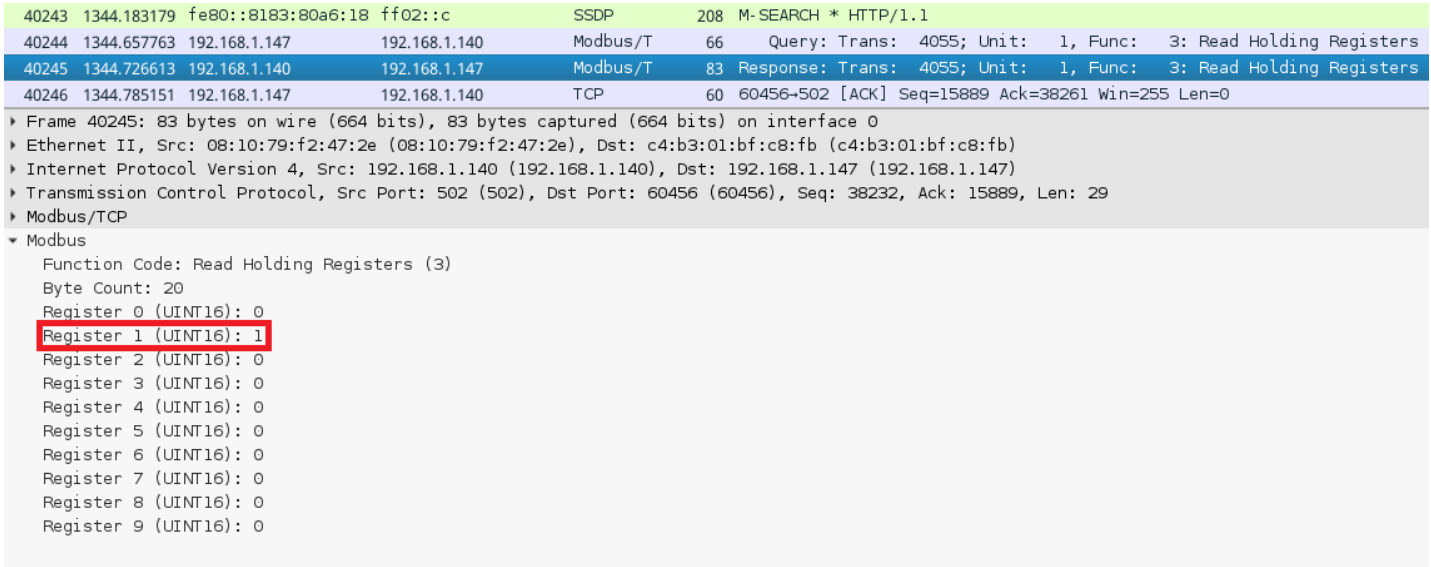 40243 1344.183179 fe80::8183:80a6:18 ff02::c SSDP 208 M-SEARCH * HTTP/1.1
40244 1344.657763 192.168.1.147 192.168.1.140 Modbus/T 66 Query: Trans: 4055; Unit: 1, Func: 3: Read Holding Registers
40245 1344.726613 192.168.1.140 192.168.1.147 Modbus/T 83 Response: Trans: 4055; Unit: 1, Func: 3: Read Holding Registers
40246 1344.785151 192.168.1.147 192.168.1.140 TCP 60 60456→502 [ACK] Seq=15889 Ack=38261 Win=255 Len=0
Frame 40245: 83 bytes on wire (664 bits), 83 bytes captured (664 bits) on interface 0
Ethernet II, Src: 08:10:79:f2:47:2e (08:10:79:f2:47:2e), Dst: c4:b3:01:bf:c8:fb (c4:b3:01:bf:c8:fb)
Internet Protocol Version 4, Src: 192.168.1.140 (192.168.1.140), Dst: 192.168.1.147 (192.168.1.147)
Transmission Control Protocol, Src Port: 502 (502), Dst Port: 60456 (60456), Seq: 38232, Ack: 15889, Len: 29
Modbus/TCP
Modbus
Function Code: Read Holding Registers (3)
Byte Count: 20
Register 0 (UINT16): 0
Register 1 (UINT16): 1
Register 2 (UINT16): 0
Register 3 (UINT16): 0
Register 4 (UINT16): 0
Register 5 (UINT16): 0
Register 6 (UINT16): 0
Register 7 (UINT16): 0
Register 8 (UINT16): 0
Register 9 (UINT16): 0